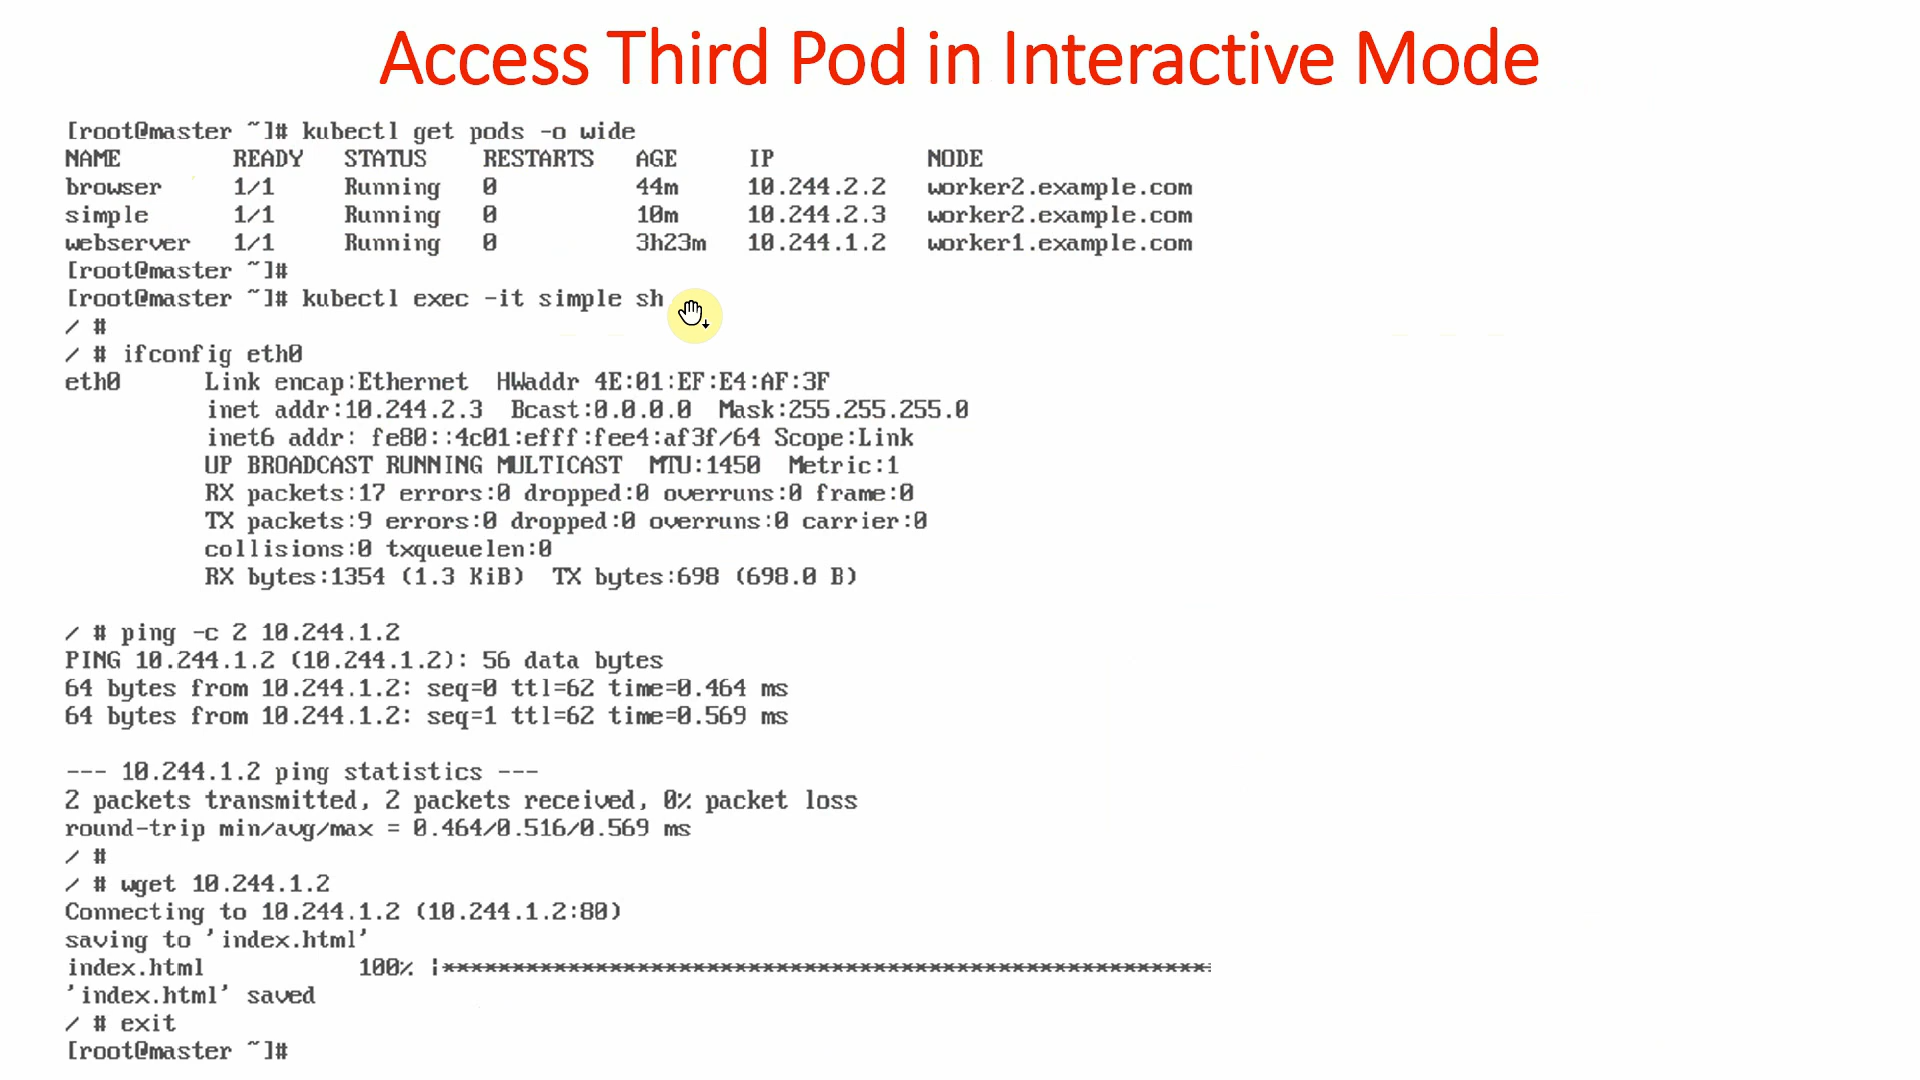 Access Third Pod in Interactive Mode
[root@master ~]# kubectl get pods -o wide
NAME        READY   STATUS    RESTARTS   AGE     IP           NODE
browser     1/1     Running   0          44m     10.244.2.2   worker2.example.com
simple      1/1     Running   0          10m     10.244.2.3   worker2.example.com
webserver   1/1     Running   0          3h23m   10.244.1.2   worker1.example.com
[root@master ~]#
[root@master ~]# kubectl exec -it simple sh
/ #
/ # ifconfig eth0
eth0      Link encap:Ethernet  HWaddr 4E:01:EF:E4:AF:3F
          inet addr:10.244.2.3  Bcast:0.0.0.0  Mask:255.255.255.0
          inet6 addr: fe80::4c01:efff:fee4:af3f/64 Scope:Link
          UP BROADCAST RUNNING MULTICAST  MTU:1450  Metric:1
          RX packets:17 errors:0 dropped:0 overruns:0 frame:0
          TX packets:9 errors:0 dropped:0 overruns:0 carrier:0
          collisions:0 txqueuelen:0
          RX bytes:1354 (1.3 KiB)  TX bytes:698 (698.0 B)
/ # ping -c 2 10.244.1.2
PING 10.244.1.2 (10.244.1.2): 56 data bytes
64 bytes from 10.244.1.2: seq=0 ttl=62 time=0.464 ms
64 bytes from 10.244.1.2: seq=1 ttl=62 time=0.569 ms
--- 10.244.1.2 ping statistics ---
2 packets transmitted, 2 packets received, 0% packet loss
round-trip min/avg/max = 0.464/0.516/0.569 ms
/ #
/ # wget 10.244.1.2
Connecting to 10.244.1.2 (10.244.1.2:80)
saving to 'index.html'
index.html           100% |*******************************************************
'index.html' saved
/ # exit
[root@master ~]#